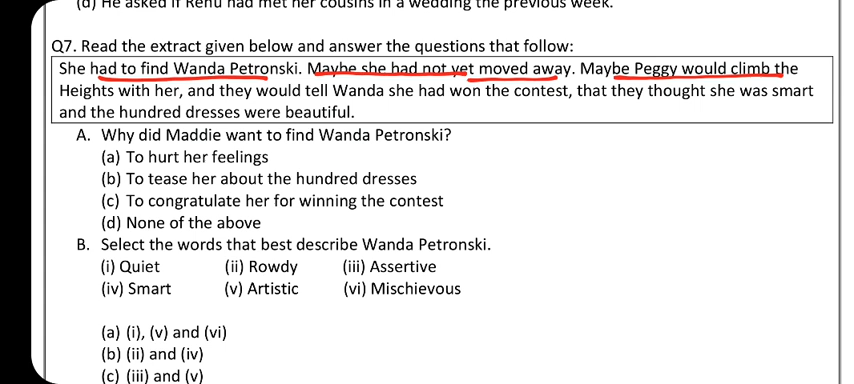 (d) He asked if Renu had met her cousins in a wedding the previous week.
Q7. Read the extract given below and answer the questions that follow:
She had to find Wanda Petronski. Maybe she had not yet moved away. Maybe Peggy would climb the
Heights with her, and they would tell Wanda she had won the contest, that they thought she was smart
and the hundred dresses were beautiful.
A. Why did Maddie want to find Wanda Petronski?
(a) To hurt her feelings
(b) To tease her about the hundred dresses
(c) To congratulate her for winning the contest
(d) None of the above
B. Select the words that best describe Wanda Petronski.
(i) Quiet (ii) Rowdy (iii) Assertive
(iv) Smart (v) Artistic (vi) Mischievous
(a) (i), (v) and (vi)
(b) (ii) and (iv)
(c) (iii) and (v)